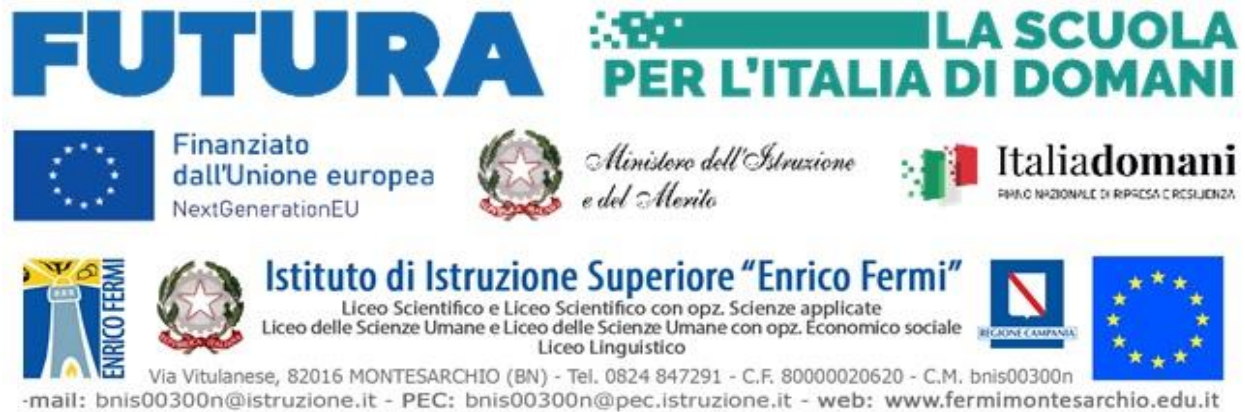 FUTURA
LA SCUOLA
PER L'ITALIA DI DOMANI
Finanziato
dall'Unione europea
NextGenerationEU
Ministero dell'Istruzione
e del Merito
Italiadomani
PIANO NAZIONALE DI RIPRESA E RESILIENZA
ENRICO FERMI
Istituto di Istruzione Superiore “Enrico Fermi”
Liceo Scientifico e Liceo Scientifico con opz. Scienze applicate
Liceo delle Scienze Umane e Liceo delle Scienze Umane con opz. Economico sociale
Liceo Linguistico
REGIONE CAMPANIA
Via Vitulanese, 82016 MONTESARCHIO (BN) - Tel. 0824 847291 - C.F. 80000020620 - C.M. bnis00300n
-mail: bnis00300n@istruzione.it - PEC: bnis00300n@pec.istruzione.it - web: www.fermimontesarchio.edu.it